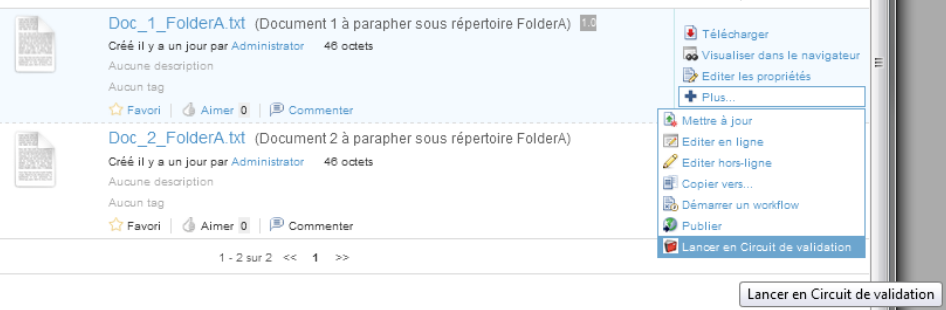 Doc_1_FolderA.txt (Document 1 à parapher sous répertoire FolderA) 1.0
Créé il y a un jour par Administrator 46 octets
Aucune description
Aucun tag
Favori Aimer 0 Commenter
Télécharger
Visualiser dans le navigateur
Editer les propriétés
Plus...
Mettre à jour
Editer en ligne
Editer hors-ligne
Copier vers...
Démarrer un workflow
Publier
Lancer en Circuit de validation
Doc_2_FolderA.txt (Document 2 à parapher sous répertoire FolderA)
Créé il y a un jour par Administrator 46 octets
Aucune description
Aucun tag
Favori Aimer 0 Commenter
1 - 2 sur 2 << 1 >>
Lancer en Circuit de validation